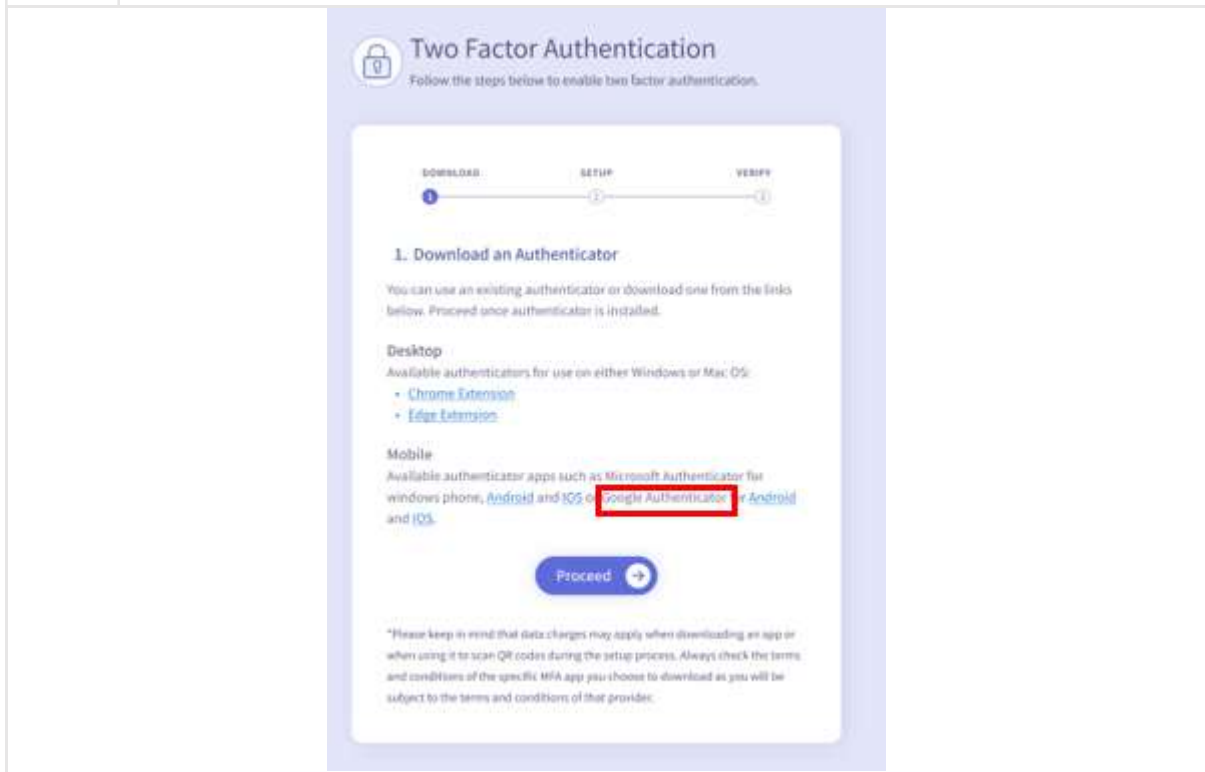 Two Factor Authentication
Follow the steps below to enable two factor authentication.
DOWNLOAD SETUP VERIFY
1 2 3
1. Download an Authenticator
You can use an existing authenticator or download one from the links
below. Proceed once authenticator is installed.
Desktop
Available authenticators for use on either Windows or Mac OS:
• Chrome Extension
• Edge Extension
Mobile
Available authenticator apps such as Microsoft Authenticator for
windows phone, Android and IOS or Google Authenticator for Android
and IOS.
Proceed
*Please keep in mind that data charges may apply when downloading an app or
when using it to scan QR codes during the setup process. Always check the terms
and conditions of the specific MFA app you choose to download as you will be
subject to the terms and conditions of that provider.